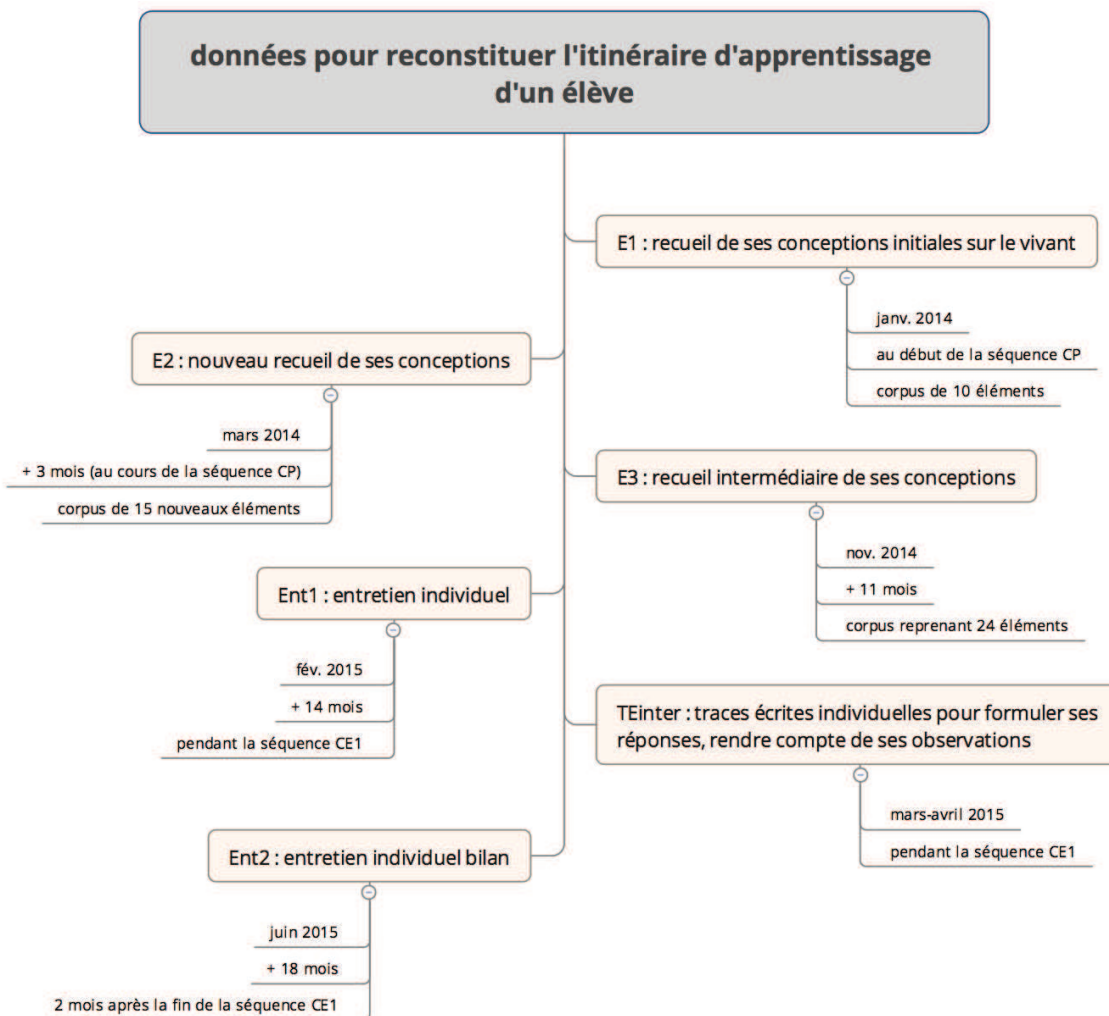 données pour reconstituer l'itinéraire d'apprentissage
d'un élève
E1 : recueil de ses conceptions initiales sur le vivant
janv. 2014
au début de la séquence CP
corpus de 10 éléments
E2 : nouveau recueil de ses conceptions
mars 2014
+ 3 mois (au cours de la séquence CP)
corpus de 15 nouveaux éléments
E3 : recueil intermédiaire de ses conceptions
nov. 2014
+ 11 mois
corpus reprenant 24 éléments
Ent1 : entretien individuel
fév. 2015
+ 14 mois
pendant la séquence CE1
TEinter : traces écrites individuelles pour formuler ses
réponses, rendre compte de ses observations
mars-avril 2015
pendant la séquence CE1
Ent2 : entretien individuel bilan
juin 2015
+ 18 mois
2 mois après la fin de la séquence CE1